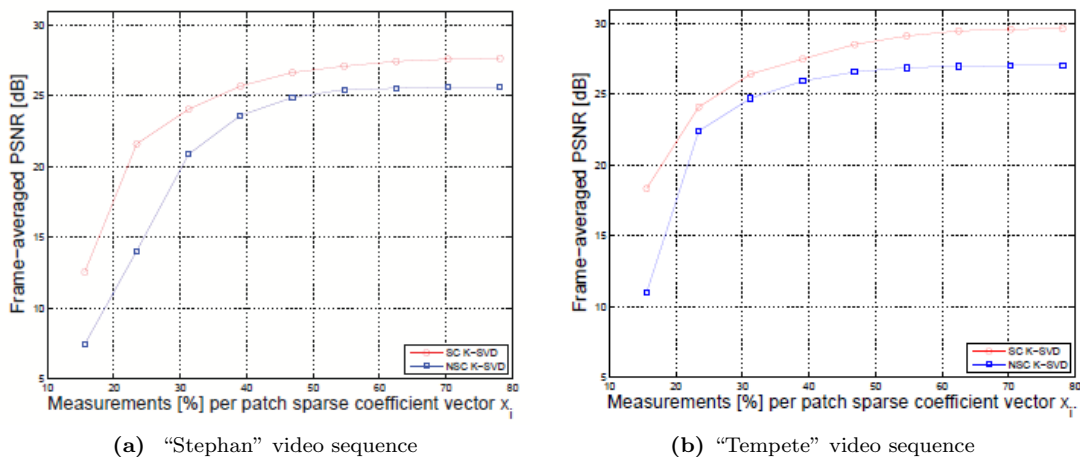 30
25
20
15
10
5
Frame-averaged PSNR [dB]
SC K-SVD
NSC K-SVD
10 20 30 40 50 60 70 80
Measurements [%] per patch sparse coefficient vector x_i
(a) “Stephan” video sequence
30
25
20
15
10
5
Frame-averaged PSNR [dB]
SC K-SVD
NSC K-SVD
10 20 30 40 50 60 70 80
Measurements [%] per patch sparse coefficient vector x_i.
(b) “Tempete” video sequence